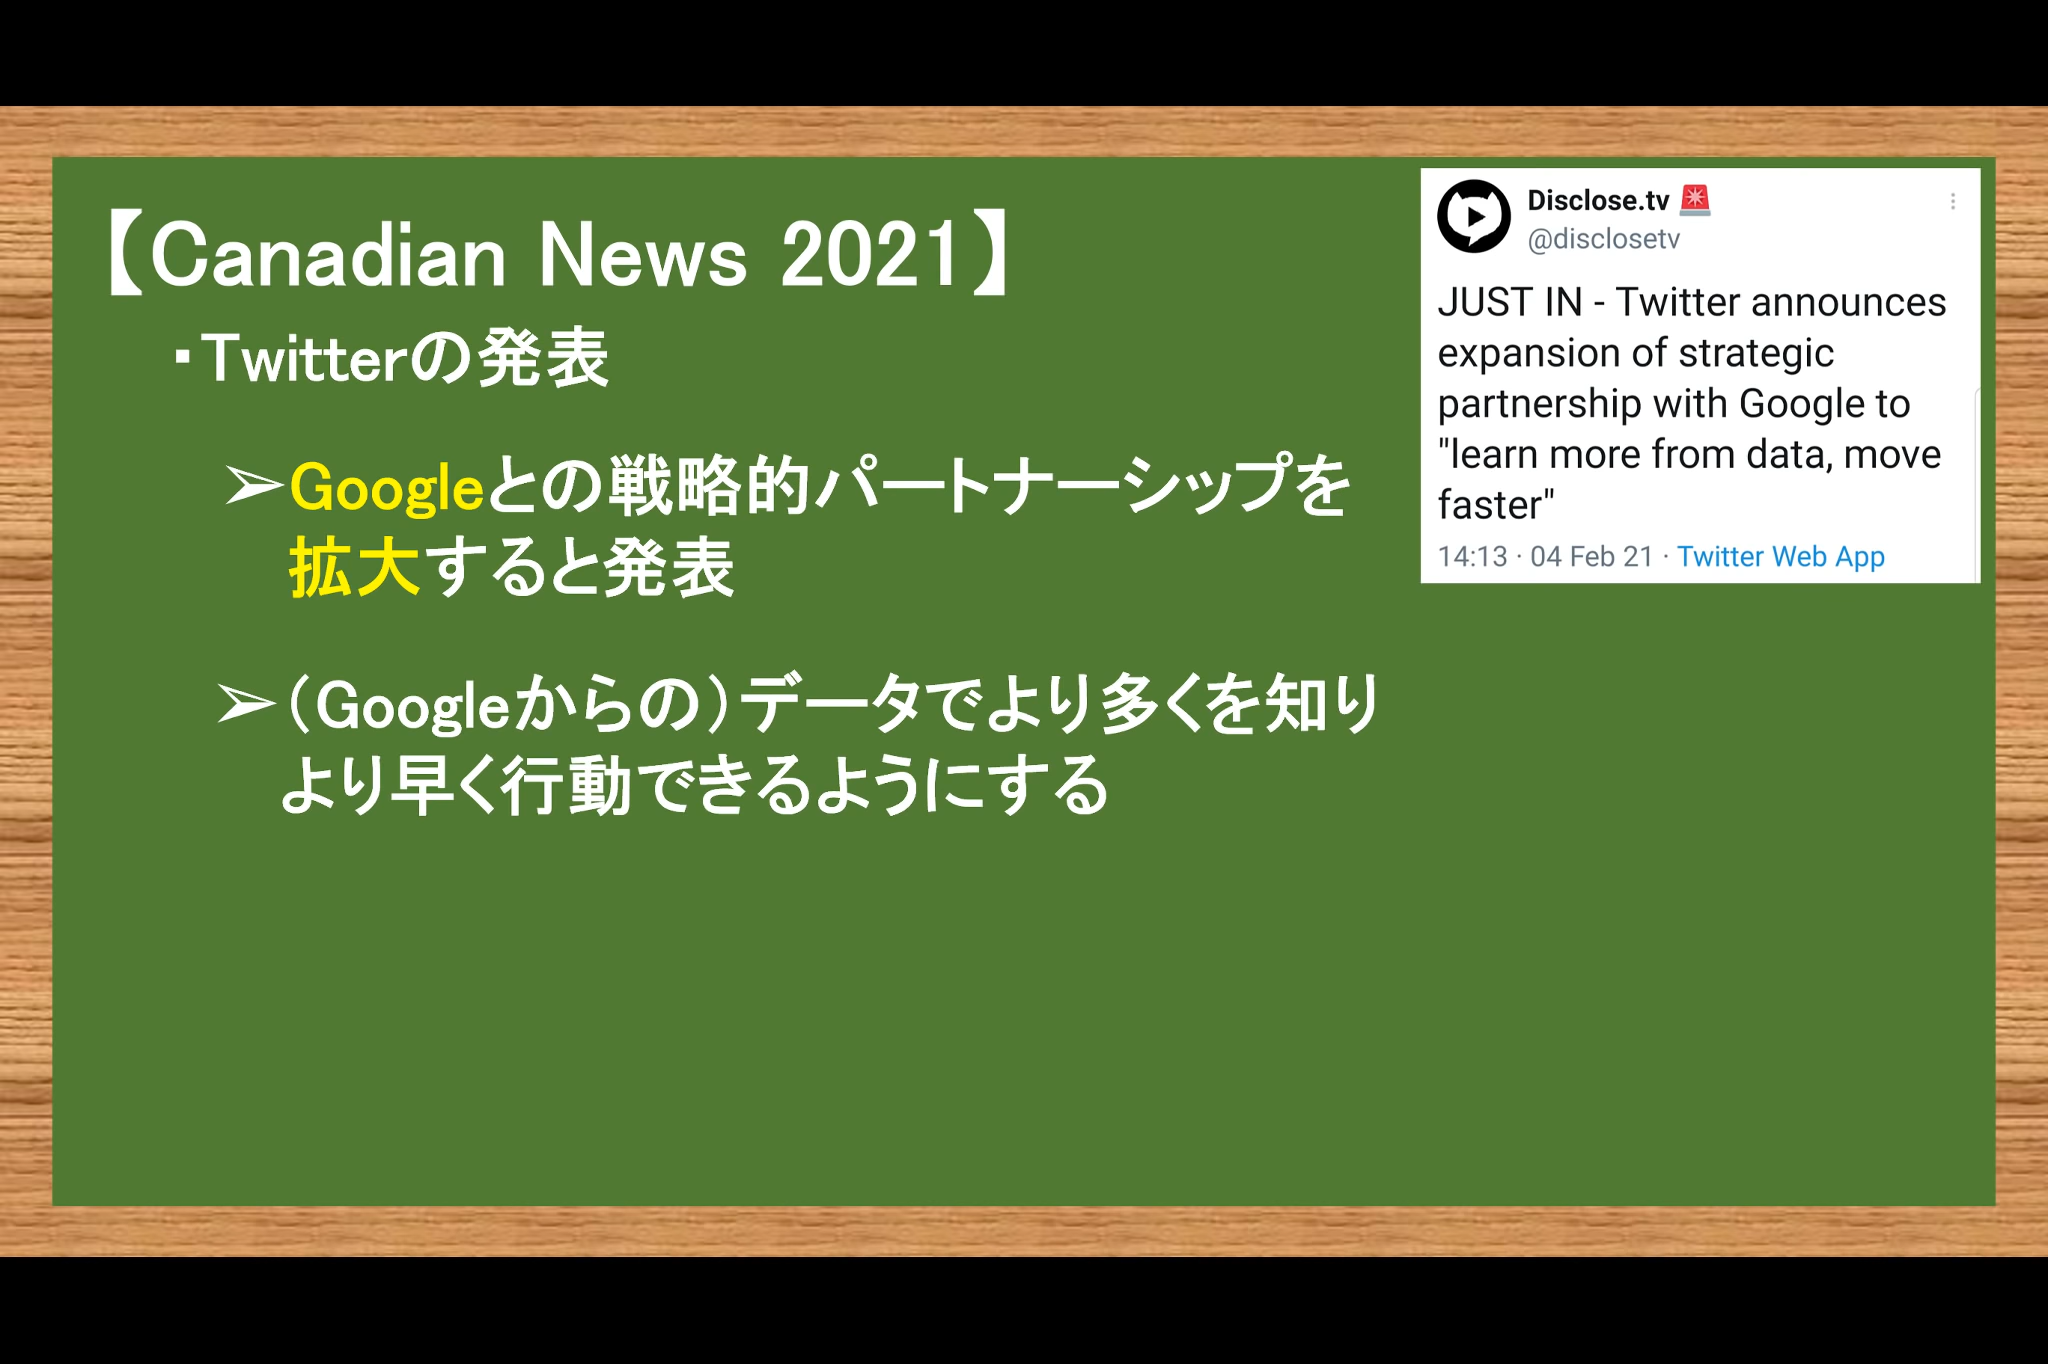 【Canadian News 2021】
・Twitterの発表
➢Googleとの戦略的パートナーシップを
拡大すると発表
➢（Googleからの）データでより多くを知り
より早く行動できるようにする
Disclose.tv 🚨
@disclosetv
JUST IN - Twitter announces
expansion of strategic
partnership with Google to
"learn more from data, move
faster"
14:13 · 04 Feb 21 · Twitter Web App